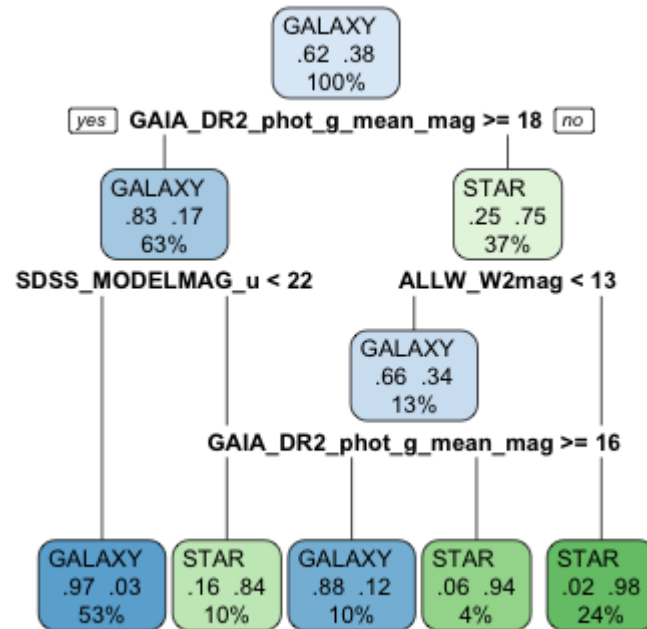 GALAXY
.62 .38
100%
yes GAIA_DR2_phot_g_mean_mag >= 18 no
GALAXY
.83 .17
63%
STAR
.25 .75
37%
SDSS_MODELMAG_u < 22
ALLW_W2mag < 13
GALAXY
.66 .34
13%
GAIA_DR2_phot_g_mean_mag >= 16
GALAXY
.97 .03
53%
STAR
.16 .84
10%
GALAXY
.88 .12
10%
STAR
.06 .94
4%
STAR
.02 .98
24%